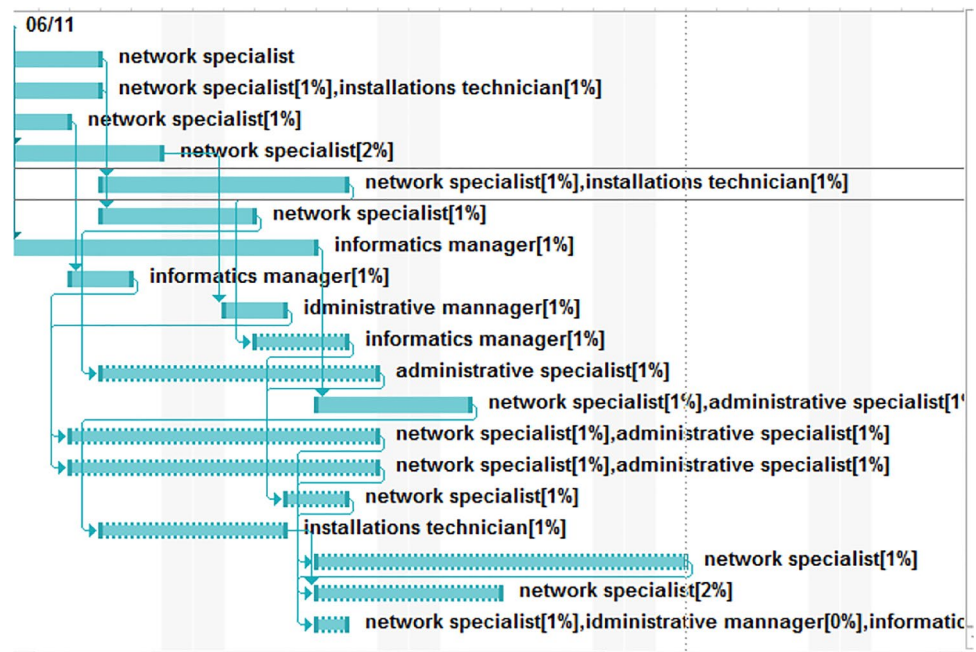 06/11
network specialist
network specialist[1%],installations technician[1%]
network specialist[1%]
network specialist[2%]
network specialist[1%],installations technician[1%]
network specialist[1%]
informatics manager[1%]
informatics manager[1%]
idministrative mannager[1%]
informatics manager[1%]
administrative specialist[1%]
network specialist[1%],administrative specialist[1%
network specialist[1%],administrative specialist[1%]
network specialist[1%],administrative specialist[1%]
network specialist[1%]
installations technician[1%]
network specialist[1%]
network specialist[2%]
network specialist[1%],idministrative mannager[0%],informatic